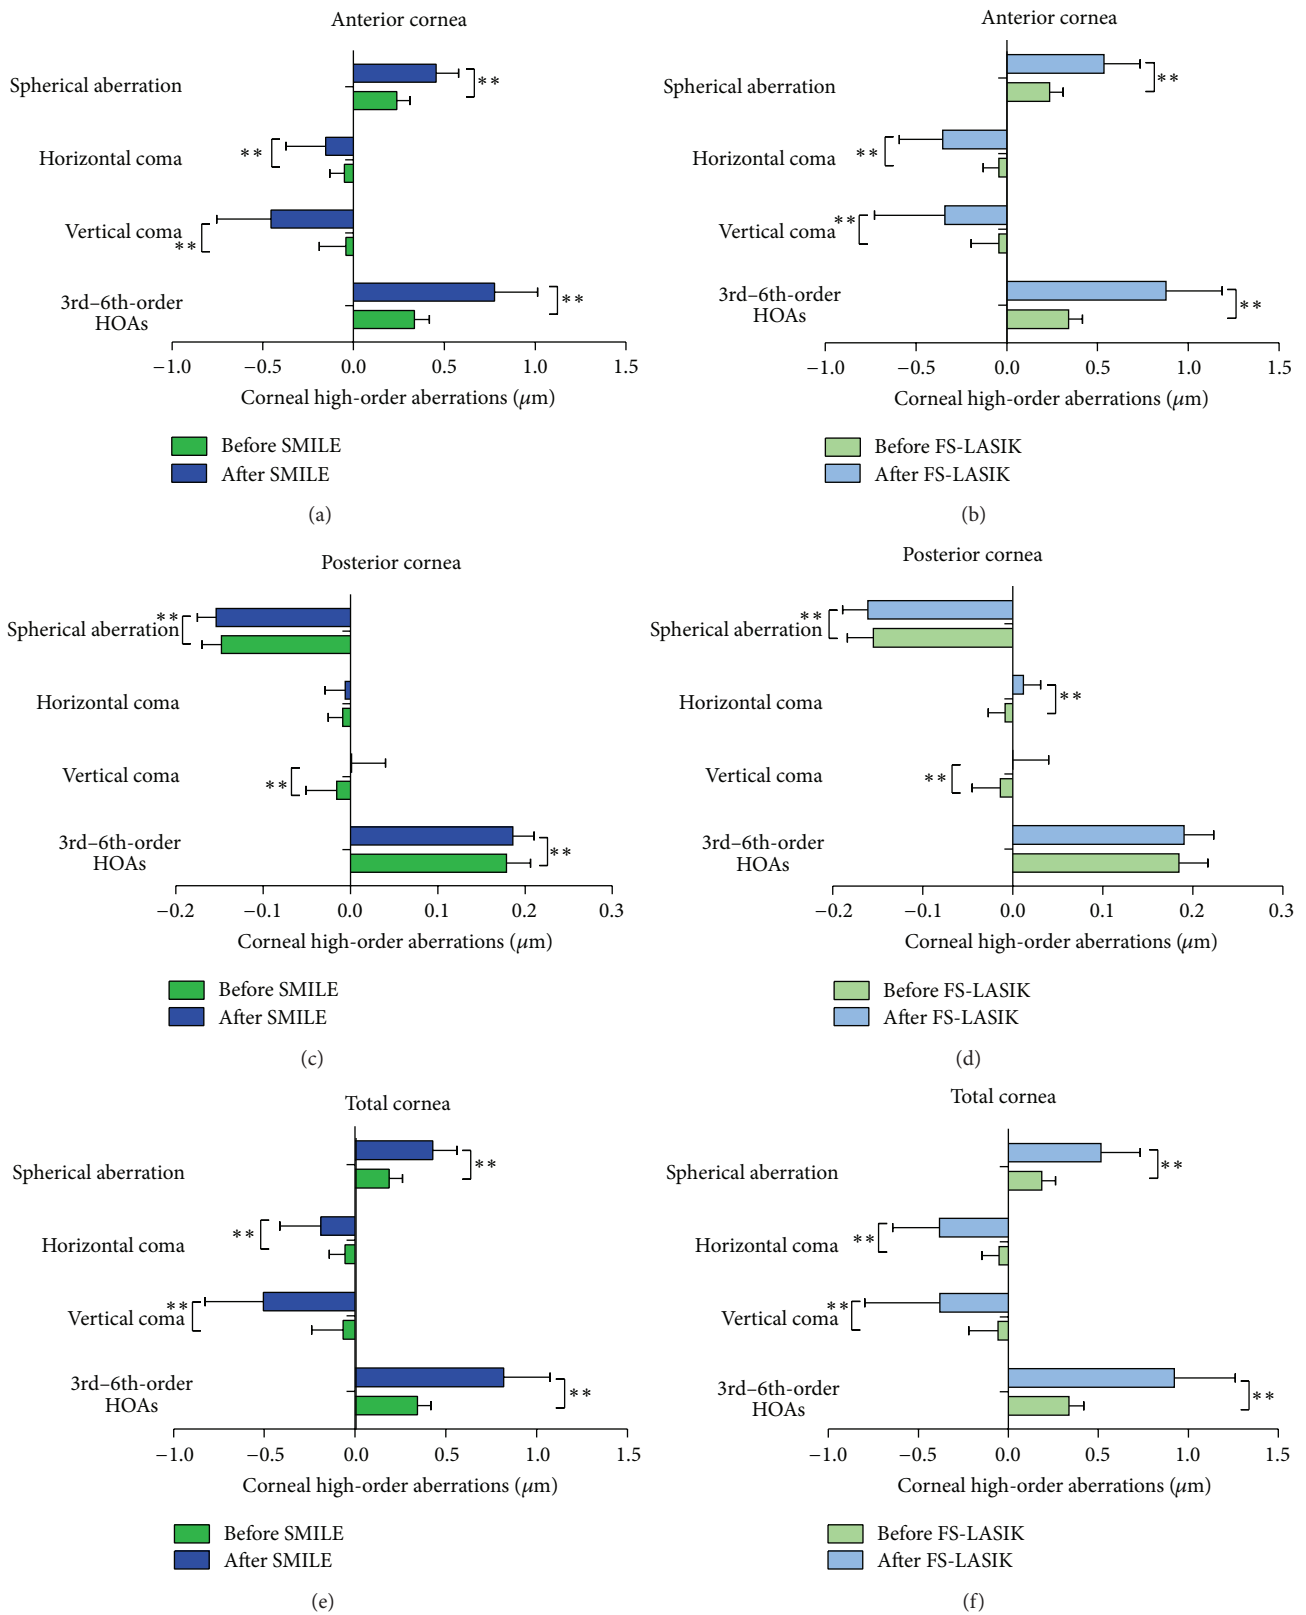 Anterior cornea
Spherical aberration
**
Horizontal coma
**
Vertical coma
**
3rd–6th-order
HOAs
**
−1.0 −0.5 0.0 0.5 1.0 1.5
Corneal high-order aberrations (μm)
Before SMILE
After SMILE
(a)
Anterior cornea
Spherical aberration
**
Horizontal coma
**
Vertical coma
**
3rd–6th-order
HOAs
**
−1.0 −0.5 0.0 0.5 1.0 1.5
Corneal high-order aberrations (μm)
Before FS-LASIK
After FS-LASIK
(b)
Posterior cornea
**
Spherical aberration
Horizontal coma
Vertical coma
**
3rd–6th-order
HOAs
**
−0.2 −0.1 0.0 0.1 0.2 0.3
Corneal high-order aberrations (μm)
Before SMILE
After SMILE
(c)
Posterior cornea
**
Spherical aberration
Horizontal coma
**
Vertical coma
**
3rd–6th-order
HOAs
−0.2 −0.1 0.0 0.1 0.2 0.3
Corneal high-order aberrations (μm)
Before FS-LASIK
After FS-LASIK
(d)
Total cornea
Spherical aberration
**
Horizontal coma
**
Vertical coma
**
3rd–6th-order
HOAs
**
−1.0 −0.5 0.0 0.5 1.0 1.5
Corneal high-order aberrations (μm)
Before SMILE
After SMILE
(e)
Total cornea
Spherical aberration
**
Horizontal coma
**
Vertical coma
**
3rd–6th-order
HOAs
**
−1.0 −0.5 0.0 0.5 1.0 1.5
Corneal high-order aberrations (μm)
Before FS-LASIK
After FS-LASIK
(f)